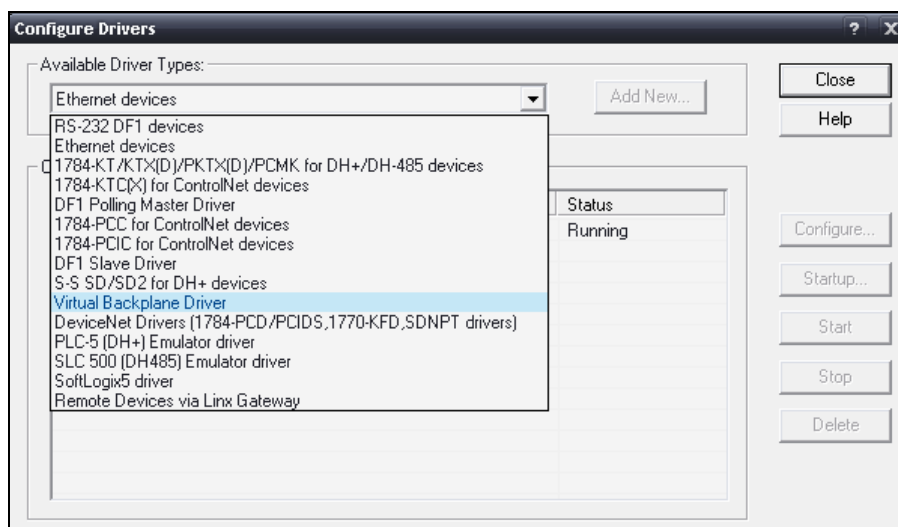 Configure Drivers
Available Driver Types:
Ethernet devices
Add New...
Close
Help
RS-232 DF1 devices
Ethernet devices
1784-KT/KTX(D)/PKTX(D)/PCMK for DH+/DH-485 devices
1784-KTC(X) for ControlNet devices
DF1 Polling Master Driver
1784-PCC for ControlNet devices
1784-PCIC for ControlNet devices
DF1 Slave Driver
S-S SD/SD2 for DH+ devices
Virtual Backplane Driver
DeviceNet Drivers (1784-PCD/PCIDS,1770-KFD,SDNPT drivers)
PLC-5 (DH+) Emulator driver
SLC 500 (DH485) Emulator driver
SoftLogix5 driver
Remote Devices via Linx Gateway
Status
Running
Configure...
Startup...
Start
Stop
Delete